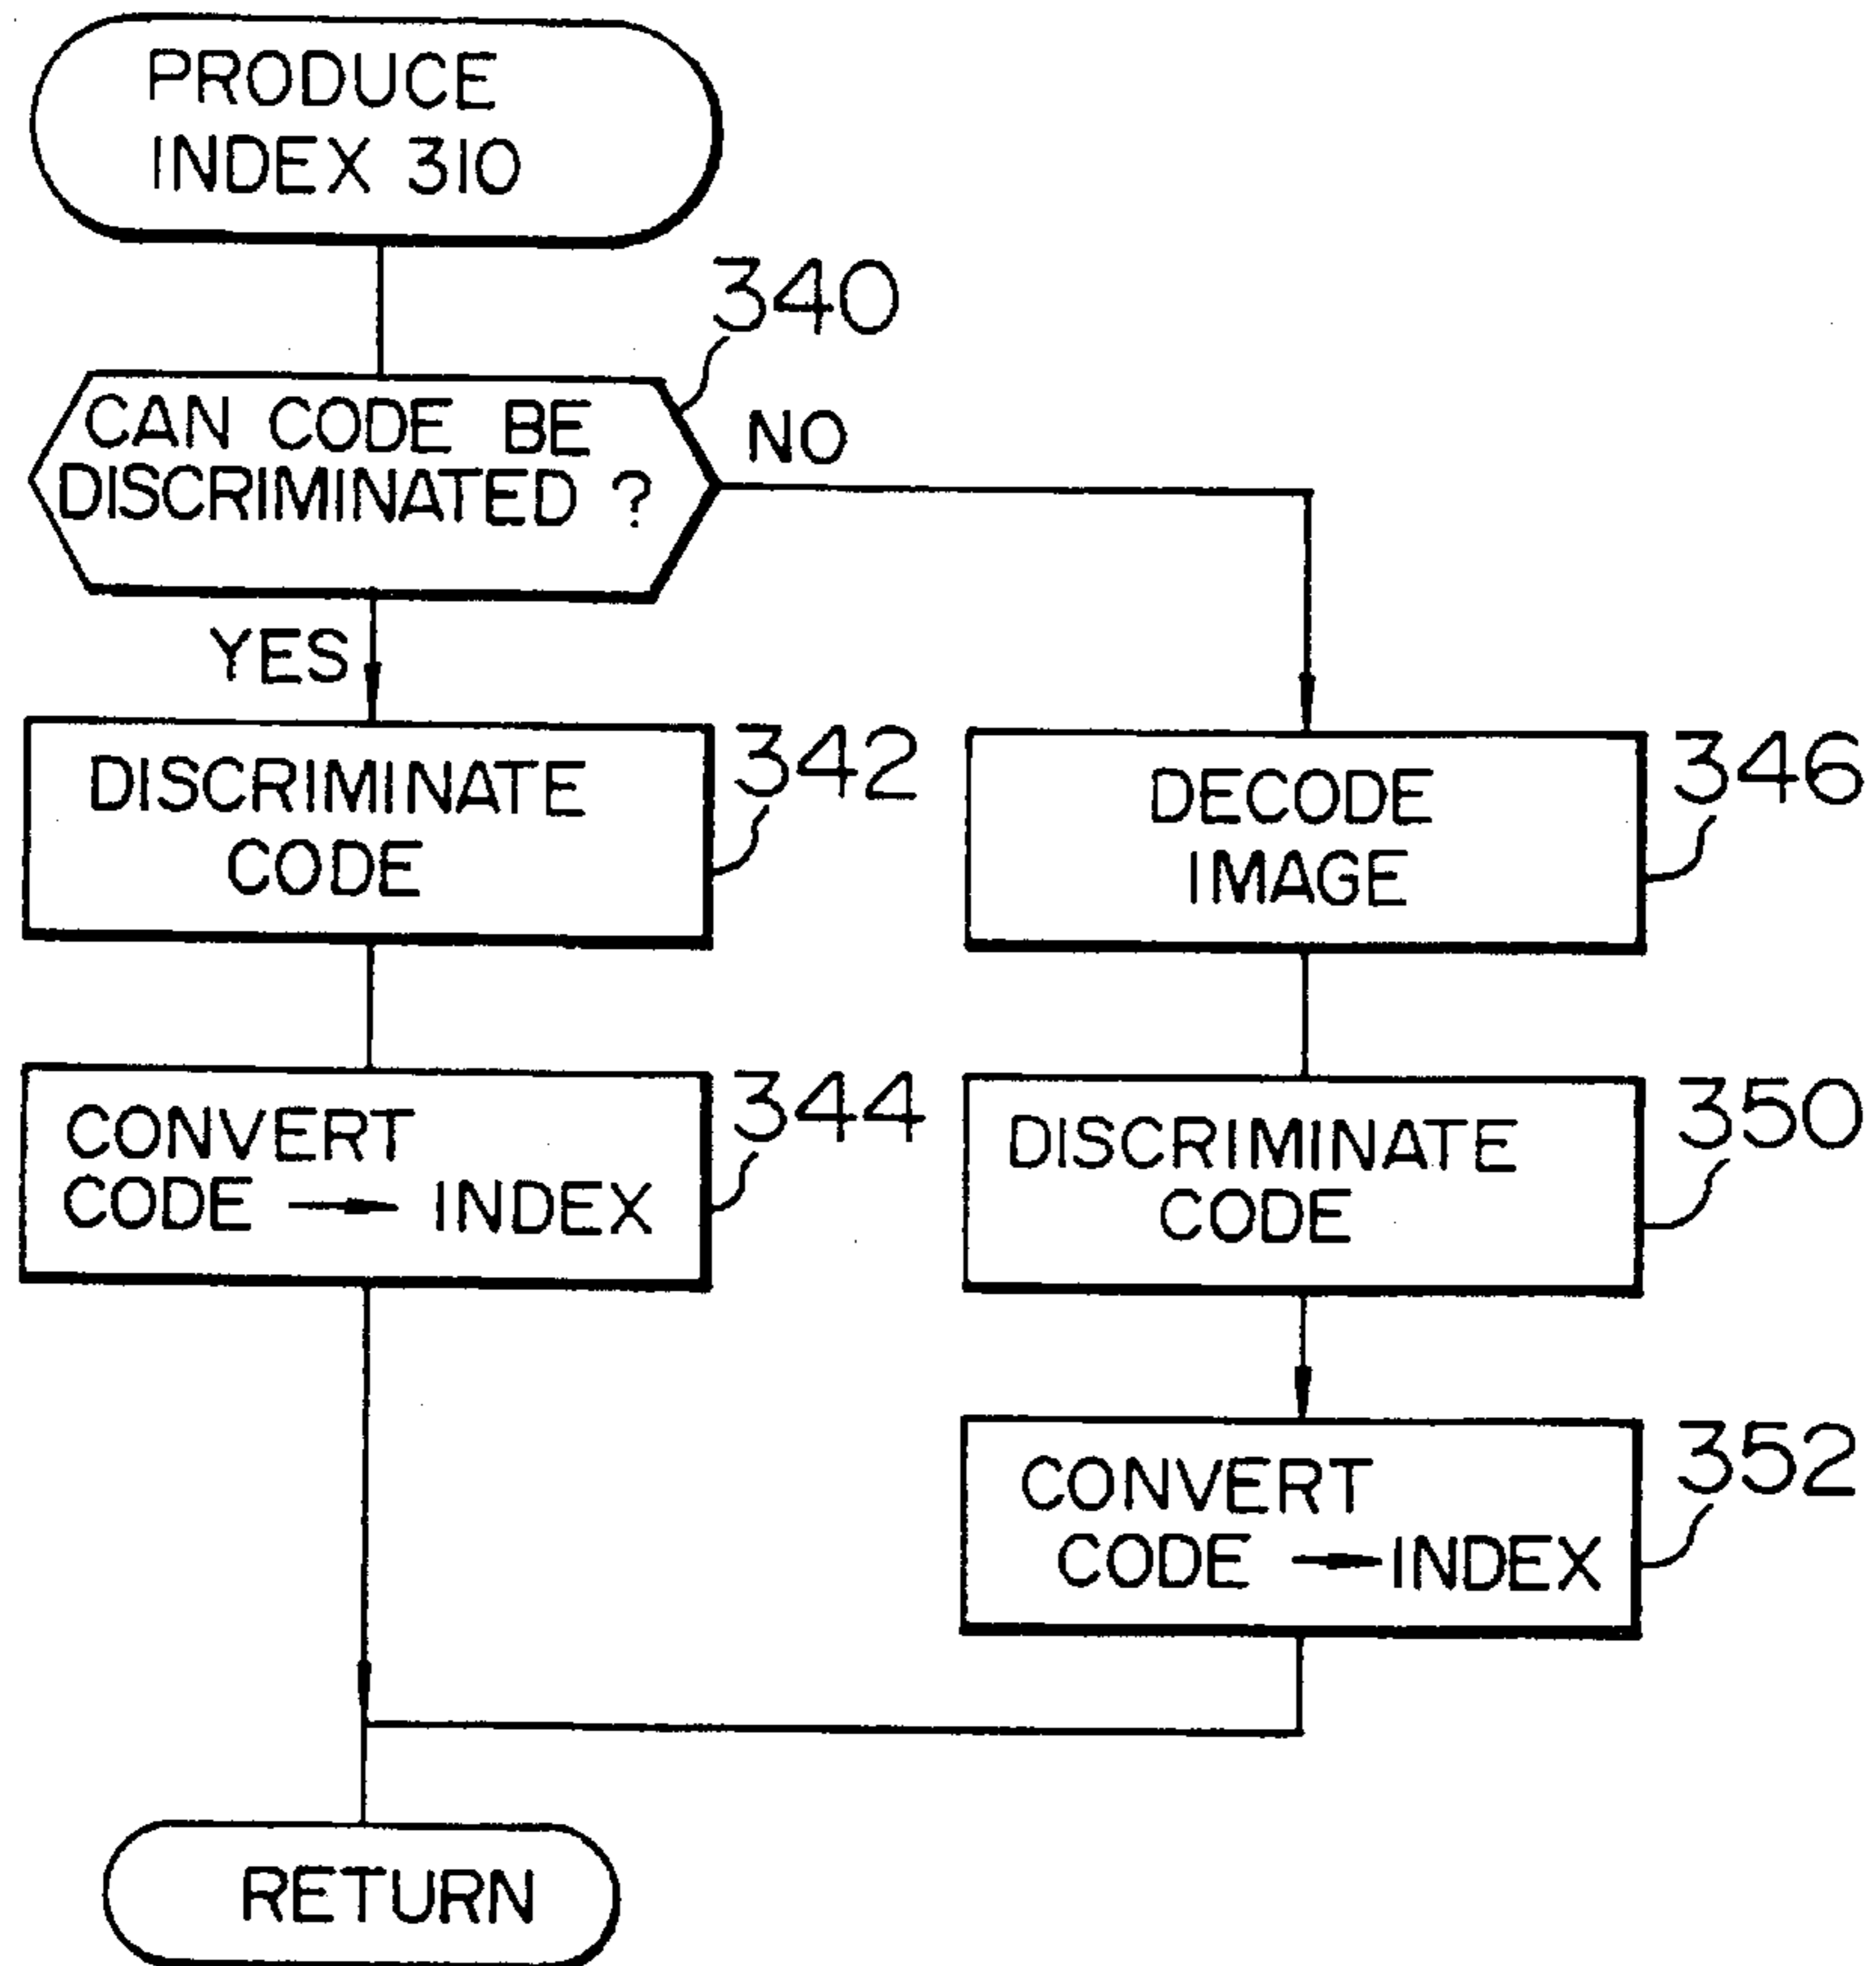 PRODUCE
INDEX 310
340
CAN CODE BE
DISCRIMINATED ?
NO
YES
DISCRIMINATE
CODE
342
DECODE
IMAGE
346
CONVERT
CODE → INDEX
344
DISCRIMINATE
CODE
350
CONVERT
CODE → INDEX
352
RETURN